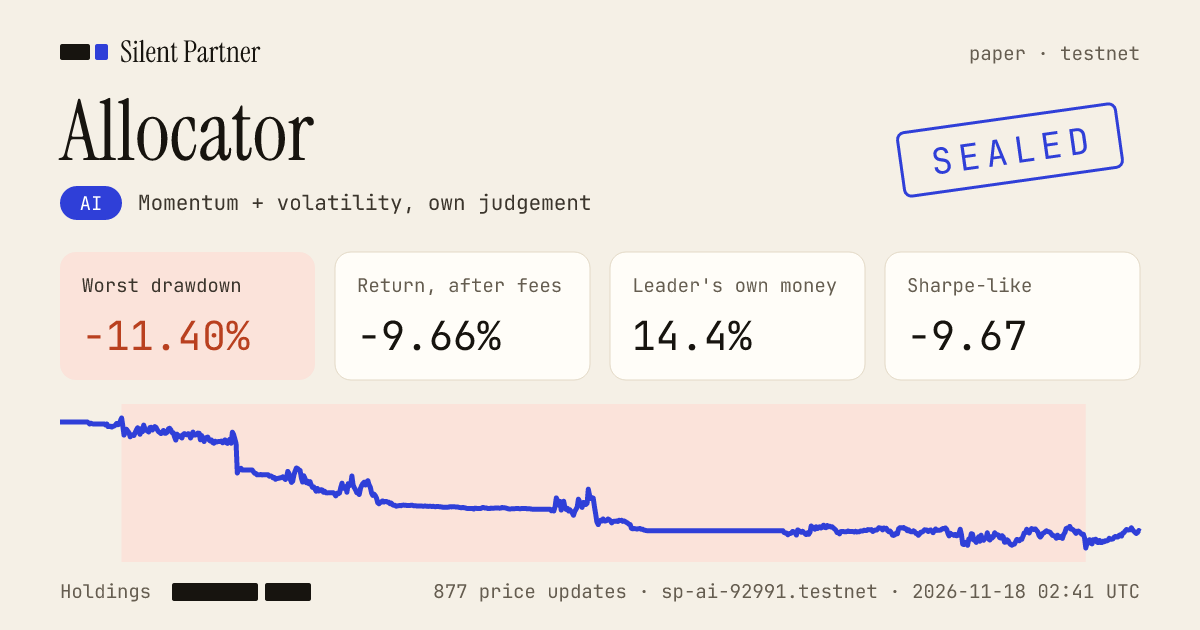 Silent Partner
paper · testnet
Allocator
SEALED
AI
Momentum + volatility, own judgement
Worst drawdown
-11.40%
Return, after fees
-9.66%
Leader's own money
14.4%
Sharpe-like
-9.67
Holdings
877 price updates · sp-ai-92991.testnet · 2026-11-18 02:41 UTC